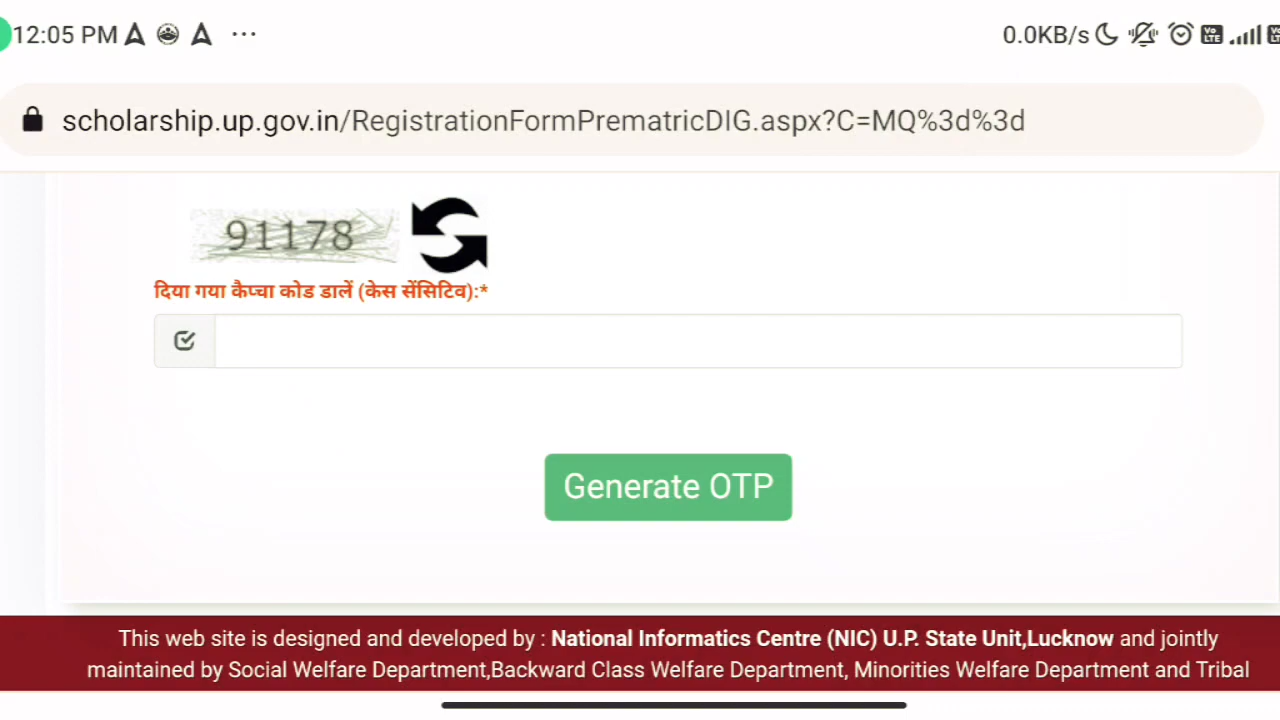 12:05 PM ... 0.0KB/s
scholarship.up.gov.in/RegistrationFormPrematricDIG.aspx?C=MQ%3d%3d
91178
दिया गया कैप्चा कोड डालें (केस सेंसिटिव):*
Generate OTP
This web site is designed and developed by : National Informatics Centre (NIC) U.P. State Unit,Lucknow and jointly
maintained by Social Welfare Department,Backward Class Welfare Department, Minorities Welfare Department and Tribal